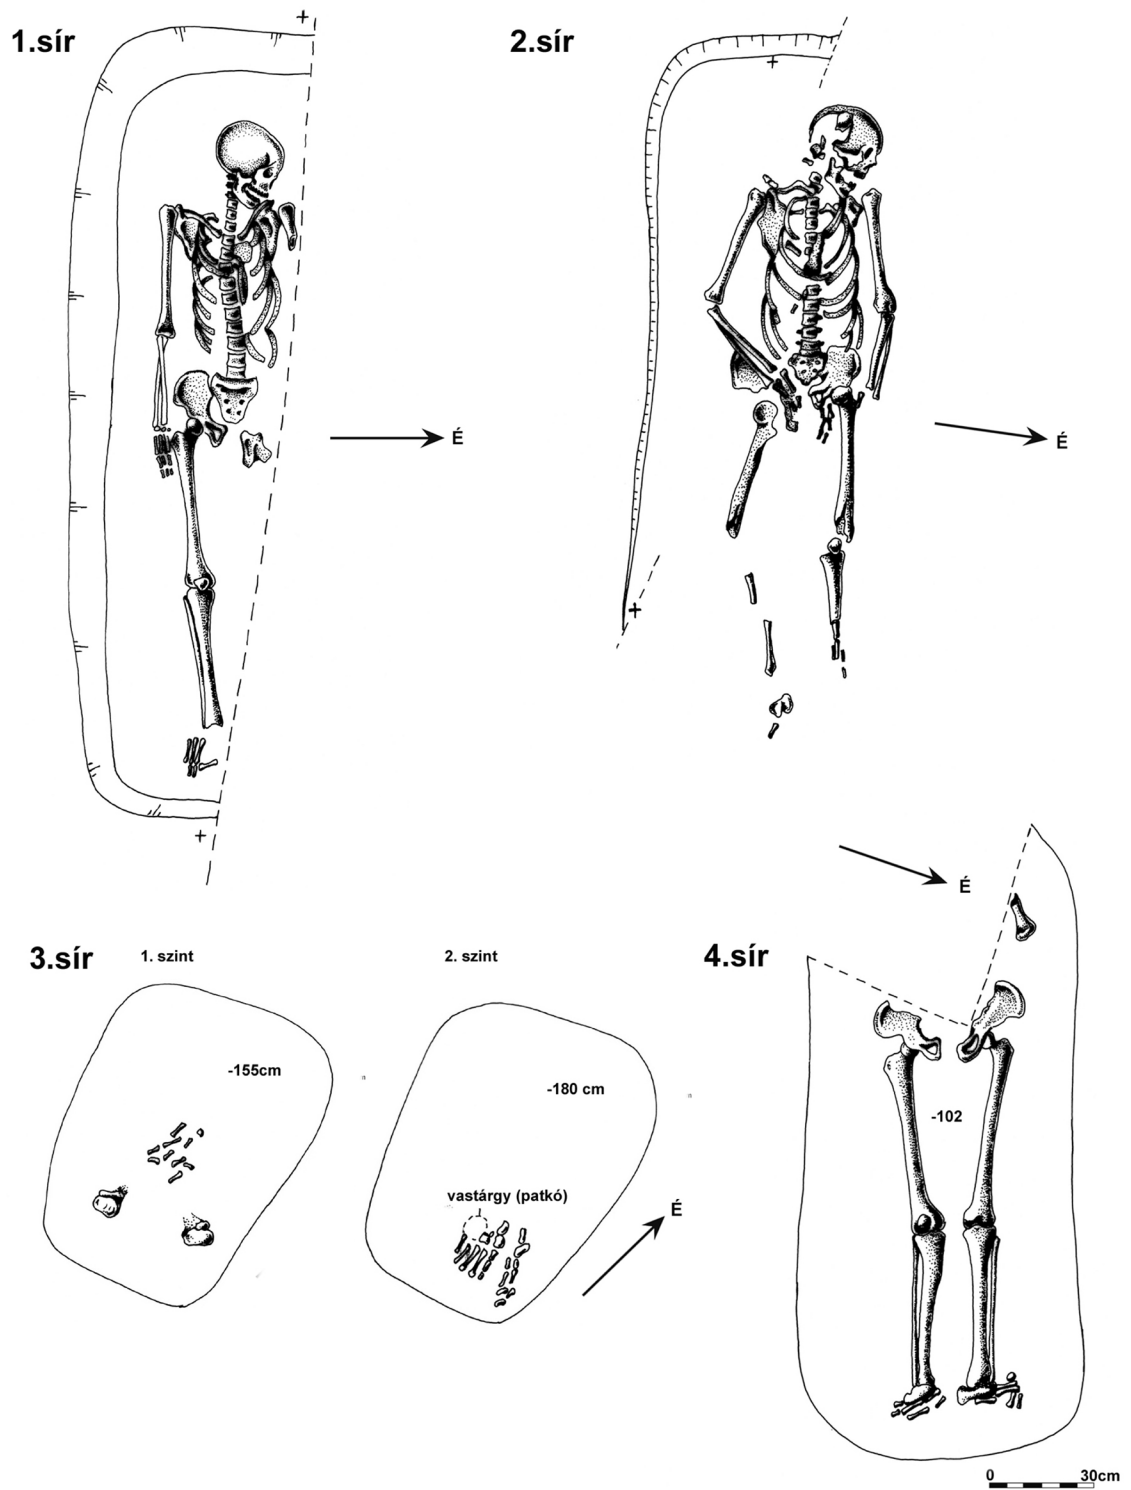 1.sír
2.sír
É
É
É
3.sír
1. szint
2. szint
4.sír
-155cm
-180 cm
-102
vastárgy (patkó)
É
0 30cm